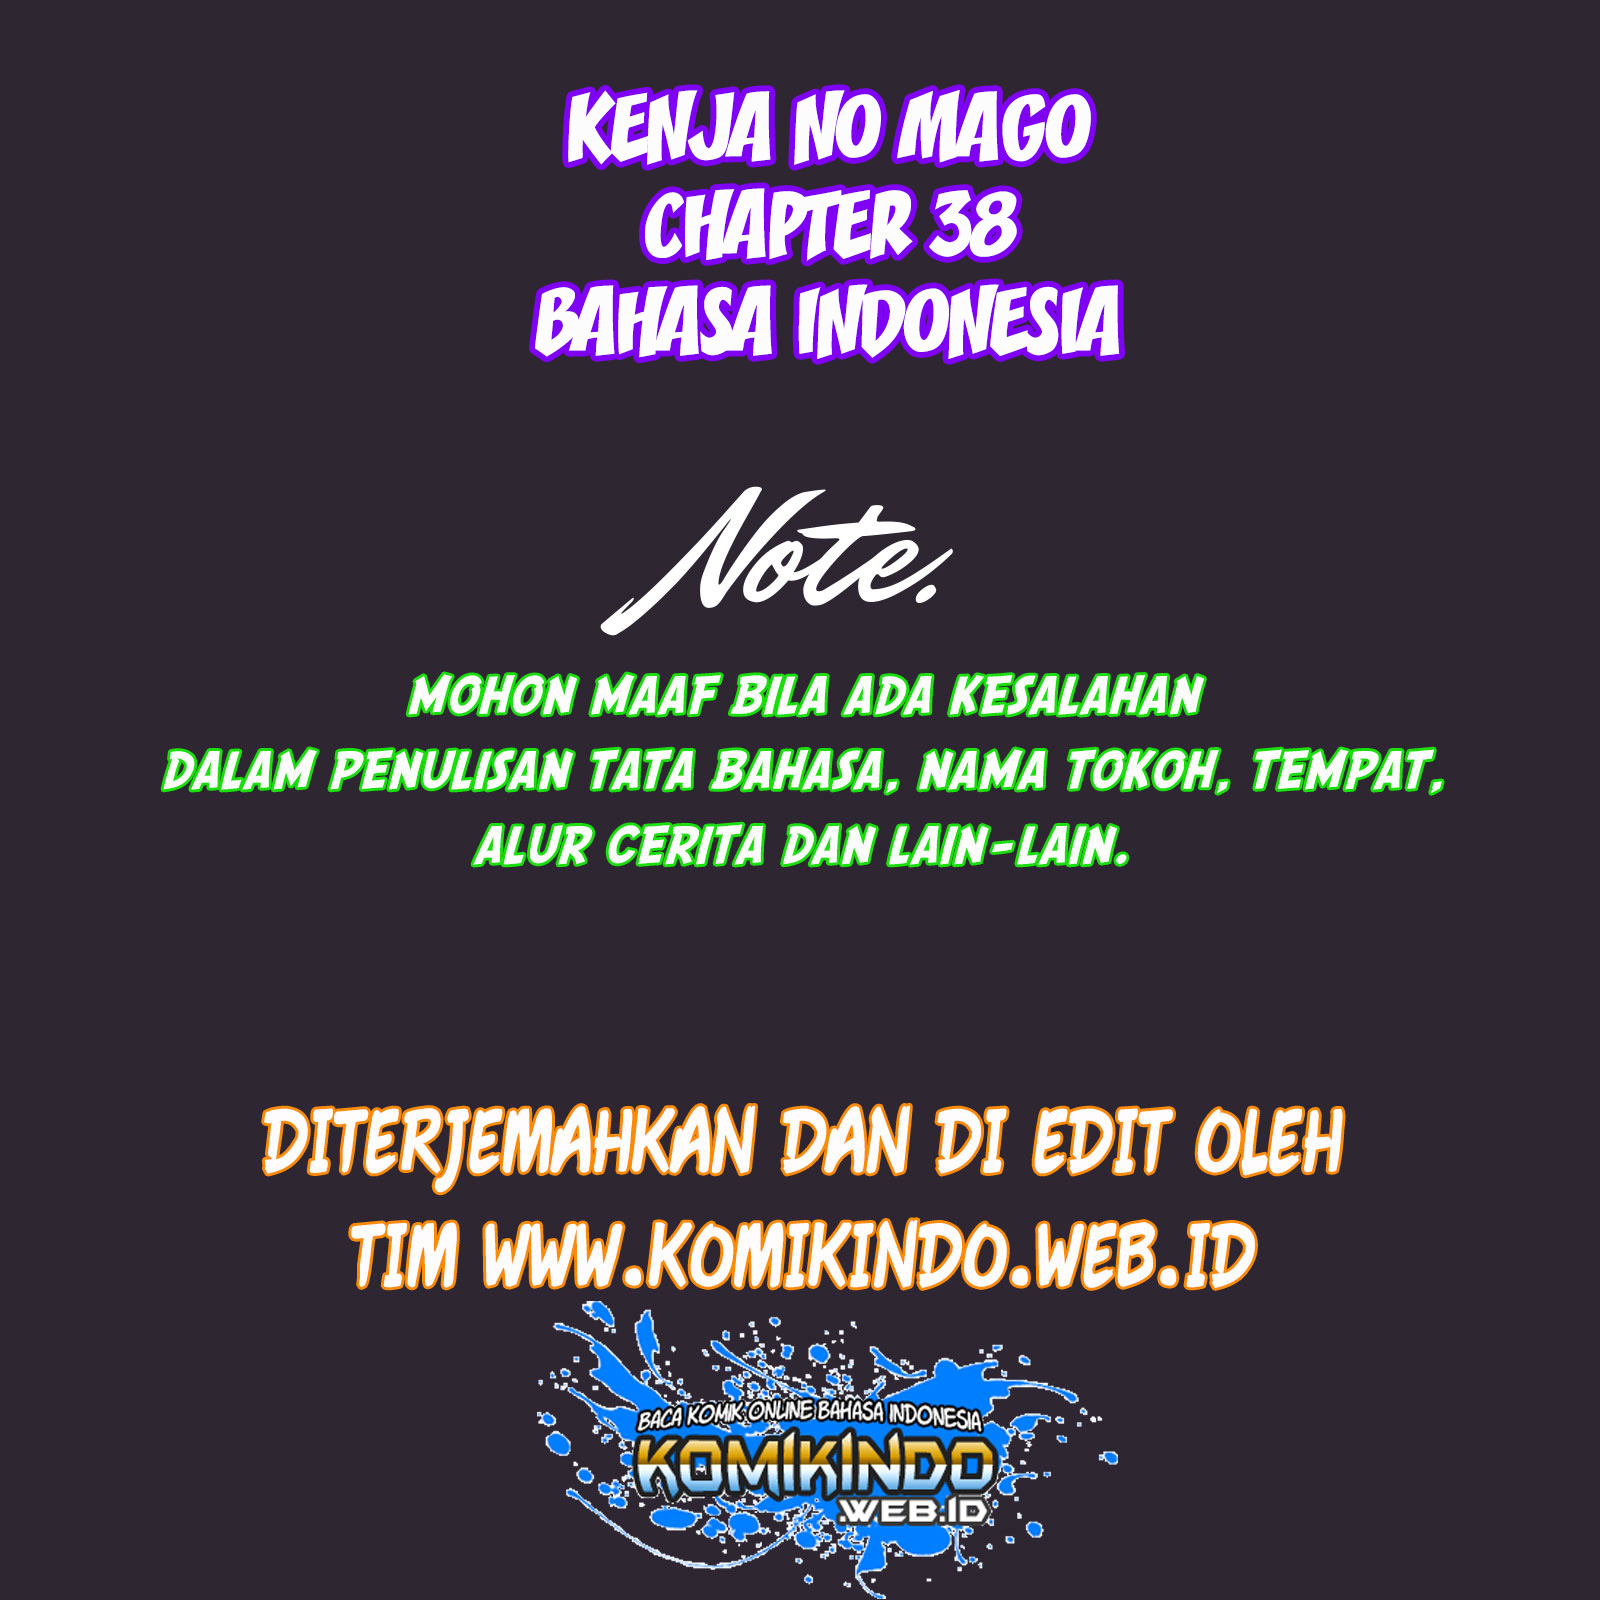 KENJA NO MAGO
CHAPTER 38
BAHASA INDONESIA
Note.
MOHON MAAF BILA ADA KESALAHAN
DALAM PENULISAN TATA BAHASA, NAMA TOKOH, TEMPAT,
ALUR CERITA DAN LAIN-LAIN.
DITERJEMAHKAN DAN DI EDIT OLEH
TIM WWW.KOMIKINDO.WEB.ID
BACA KOMIK ONLINE BAHASA INDONESIA
KOMIKINDO
.WEB.ID